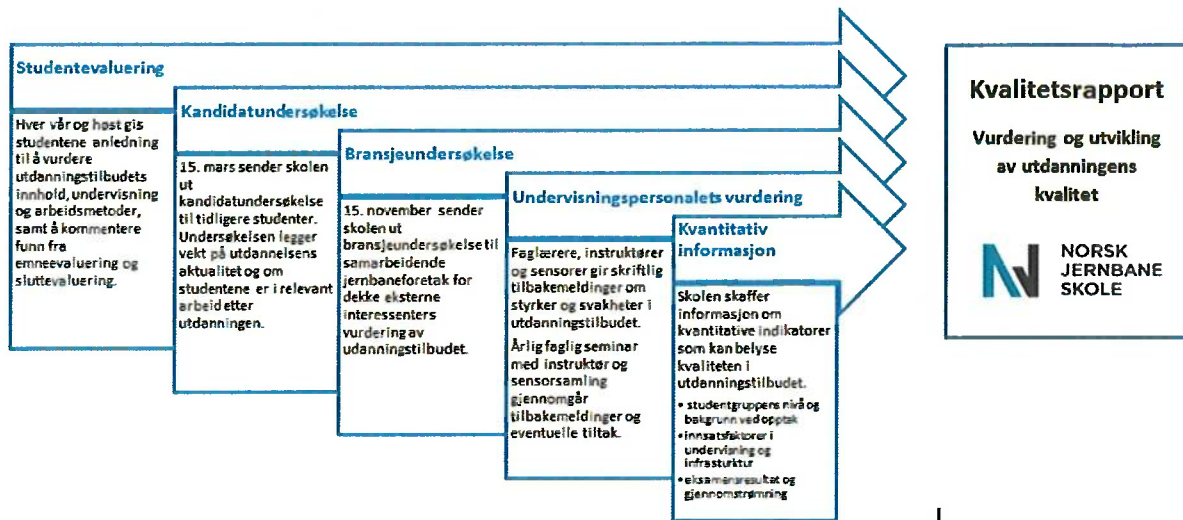 Studentevaluering
Hver vår og høst gis
studentene anledning
til å vurdere
utdanningstilbudets
innhold, undervisning
og arbeidsmetoder,
samt å kommentere
funn fra
emneevaluering og
sluttevaluering.
Kandidatundersøkelse
15. mars sender skolen
ut
kandidatundersøkelse
til tidligere studenter.
Undersøkelsen legger
vekt på utdannelsens
aktualitet og om
studentene er i relevant
arbeid etter
utdanningen.
Bransjeundersøkelse
15. november sender
skolen ut
bransjeundersøkelse til
samarbeidende
jernbaneforetak for
dekke eksterne
interessenters
vurdering av
udanningstilbudet.
Undervisningspersonalets vurdering
Faglærere, instruktører
og sensorer gir skriftlig
tilbakemeldinger om
styrker og svakheter i
utdanningstilbudet.
Årlig faglig seminar
med instruktør og
sensorsamling
gjennomgår
tilbakemeldinger og
eventuelle tiltak.
Kvantitativ
informasjon
Skolen skaffer
informasjon om
kvantitative indikatorer
som kan belyse
kvaliteten i
utdanningstilbudet.
• studentgruppens nivå og
bakgrunn ved opptak
• innsatsfaktorer i
undervisning og
infrasturktur
• eksamensresultat og
gjennomstrømning
Kvalitetsrapport
Vurdering og utvikling
av utdanningens
kvalitet
NORSK
JERNBANE
SKOLE